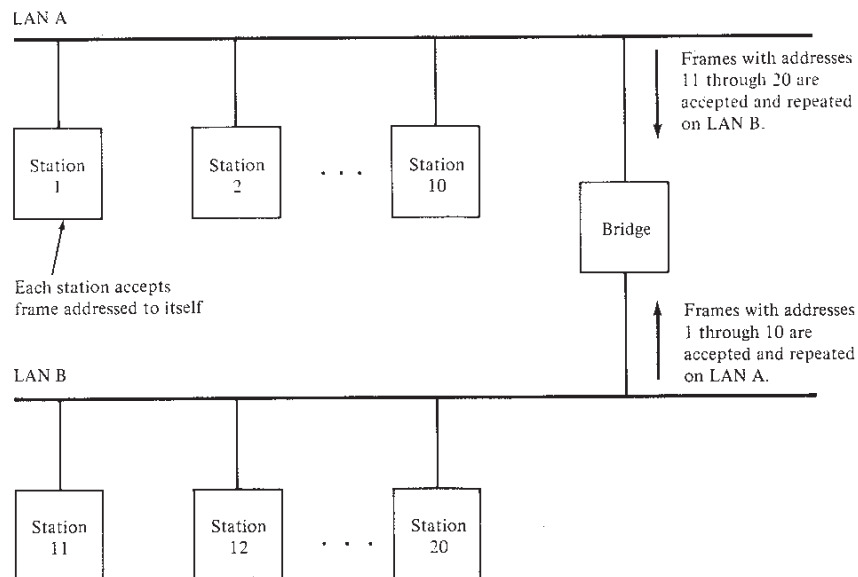 LAN A
Frames with addresses
11 through 20 are
accepted and repeated
on LAN B.
Station
1
Station
2
. . .
Station
10
Bridge
Each station accepts
frame addressed to itself
Frames with addresses
1 through 10 are
accepted and repeated
on LAN A.
LAN B
Station
11
Station
12
. . .
Station
20